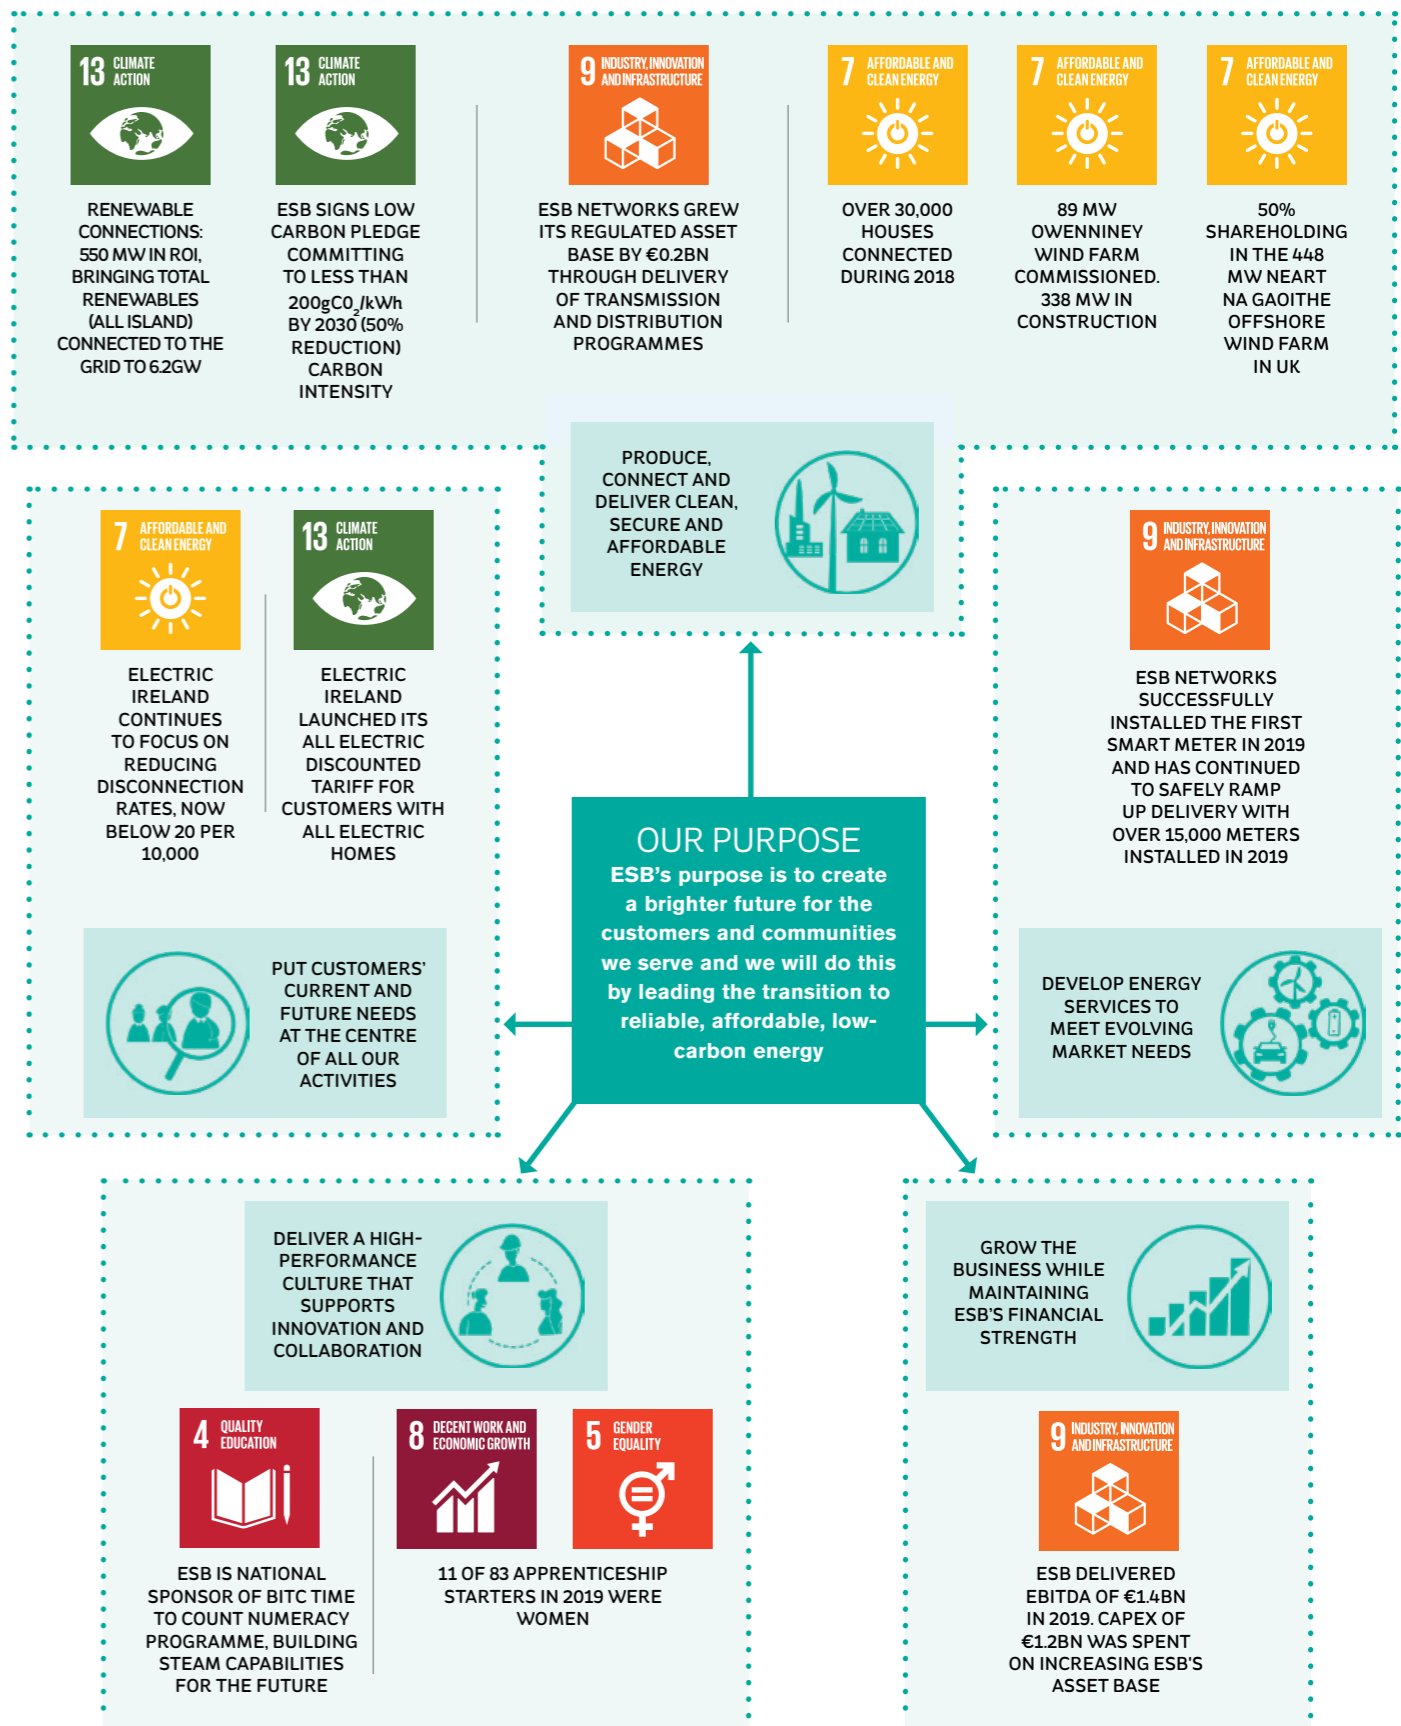 13 CLIMATE
ACTION
RENEWABLE
CONNECTIONS:
550 MW IN ROI,
BRINGING TOTAL
RENEWABLES
(ALL ISLAND)
CONNECTED TO THE
GRID TO 6.2GW
13 CLIMATE
ACTION
ESB SIGNS LOW
CARBON PLEDGE
COMMITTING
TO LESS THAN
200gC0₂/kWh
BY 2030 (50%
REDUCTION)
CARBON
INTENSITY
9 INDUSTRY, INNOVATION
AND INFRASTRUCTURE
ESB NETWORKS GREW
ITS REGULATED ASSET
BASE BY €0.2BN
THROUGH DELIVERY
OF TRANSMISSION
AND DISTRIBUTION
PROGRAMMES
7 AFFORDABLE AND
CLEAN ENERGY
OVER 30,000
HOUSES
CONNECTED
DURING 2018
7 AFFORDABLE AND
CLEAN ENERGY
89 MW
OWENNINEY
WIND FARM
COMMISSIONED.
338 MW IN
CONSTRUCTION
7 AFFORDABLE AND
CLEAN ENERGY
50%
SHAREHOLDING
IN THE 448
MW NEART
NA GAOITHE
OFFSHORE
WIND FARM
IN UK
PRODUCE,
CONNECT AND
DELIVER CLEAN,
SECURE AND
AFFORDABLE
ENERGY
7 AFFORDABLE AND
CLEAN ENERGY
ELECTRIC
IRELAND
CONTINUES
TO FOCUS ON
REDUCING
DISCONNECTION
RATES, NOW
BELOW 20 PER
10,000
13 CLIMATE
ACTION
ELECTRIC
IRELAND
LAUNCHED ITS
ALL ELECTRIC
DISCOUNTED
TARIFF FOR
CUSTOMERS WITH
ALL ELECTRIC
HOMES
PUT CUSTOMERS'
CURRENT AND
FUTURE NEEDS
AT THE CENTRE
OF ALL OUR
ACTIVITIES
OUR PURPOSE
ESB's purpose is to create
a brighter future for the
customers and communities
we serve and we will do this
by leading the transition to
reliable, affordable, low-
carbon energy
9 INDUSTRY, INNOVATION
AND INFRASTRUCTURE
ESB NETWORKS
SUCCESSFULLY
INSTALLED THE FIRST
SMART METER IN 2019
AND HAS CONTINUED
TO SAFELY RAMP
UP DELIVERY WITH
OVER 15,000 METERS
INSTALLED IN 2019
DEVELOP ENERGY
SERVICES TO
MEET EVOLVING
MARKET NEEDS
DELIVER A HIGH-
PERFORMANCE
CULTURE THAT
SUPPORTS
INNOVATION AND
COLLABORATION
4 QUALITY
EDUCATION
ESB IS NATIONAL
SPONSOR OF BITC TIME
TO COUNT NUMERACY
PROGRAMME, BUILDING
STEAM CAPABILITIES
FOR THE FUTURE
8 DECENT WORK AND
ECONOMIC GROWTH
5 GENDER
EQUALITY
11 OF 83 APPRENTICESHIP
STARTERS IN 2019 WERE
WOMEN
GROW THE
BUSINESS WHILE
MAINTAINING
ESB'S FINANCIAL
STRENGTH
9 INDUSTRY, INNOVATION
AND INFRASTRUCTURE
ESB DELIVERED
EBITDA OF €1.4BN
IN 2019. CAPEX OF
€1.2BN WAS SPENT
ON INCREASING ESB'S
ASSET BASE